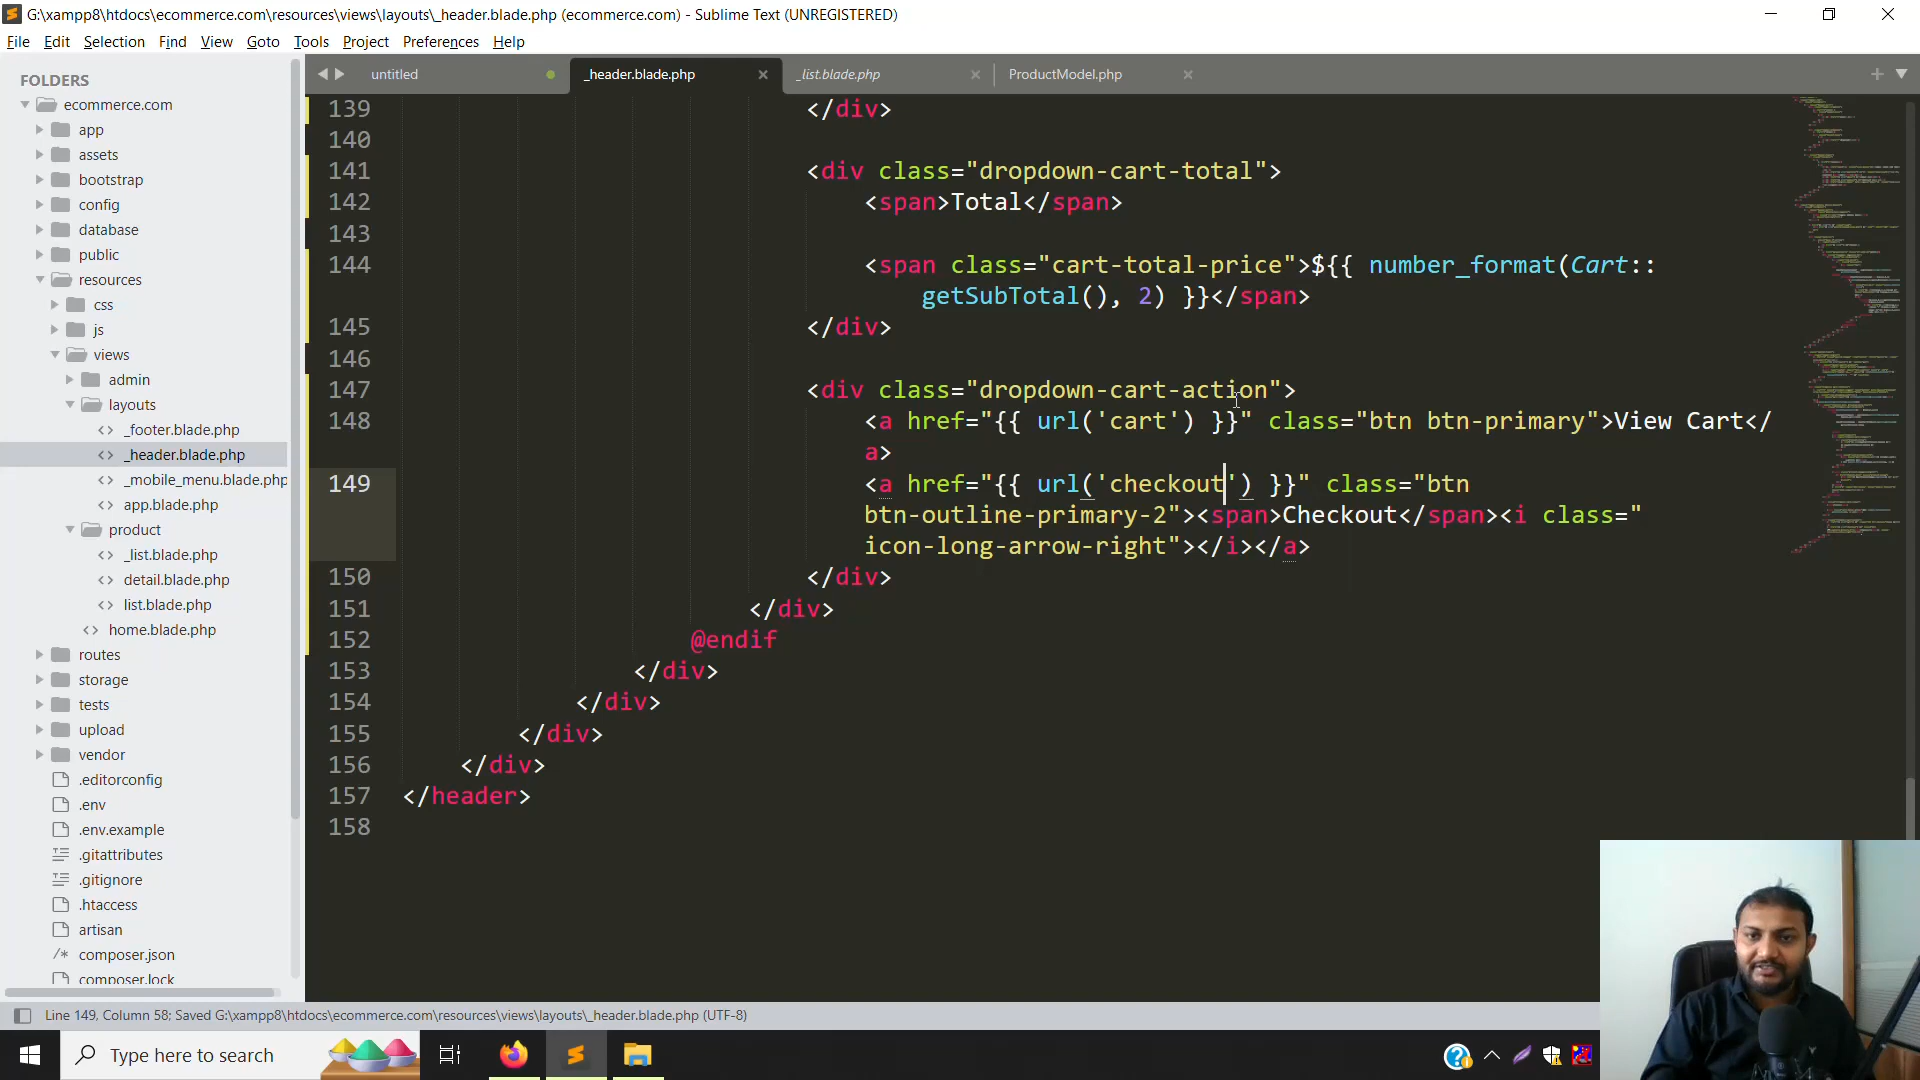 G:\xampp8\htdocs\ecommerce.com\resources\views\layouts\_header.blade.php (ecommerce.com) - Sublime Text (UNREGISTERED)
File Edit Selection Find View Goto Tools Project Preferences Help
FOLDERS
ecommerce.com
app
assets
bootstrap
config
database
public
resources
css
js
views
admin
layouts
_footer.blade.php
_header.blade.php
_mobile_menu.blade.php
app.blade.php
product
_list.blade.php
detail.blade.php
list.blade.php
home.blade.php
routes
storage
tests
upload
vendor
.editorconfig
.env
.env.example
.gitattributes
.gitignore
.htaccess
artisan
composer.json
composer.lock
untitled
_header.blade.php
_list.blade.php
ProductModel.php
139 </div>
140
141 <div class="dropdown-cart-total">
142 <span>Total</span>
143
144 <span class="cart-total-price">${{ number_format(Cart::
getSubTotal(), 2) }}</span>
145 </div>
146
147 <div class="dropdown-cart-action">
148 <a href="{{ url('cart') }}" class="btn btn-primary">View Cart</
a>
149 <a href="{{ url('checkout') }}" class="btn
btn-outline-primary-2"><span>Checkout</span><i class="
icon-long-arrow-right"></i></a>
150 </div>
151 </div>
152 @endif
153 </div>
154 </div>
155 </div>
156 </div>
157 </header>
158
Line 149, Column 58; Saved G:\xampp8\htdocs\ecommerce.com\resources\views\layouts\_header.blade.php (UTF-8)
Type here to search